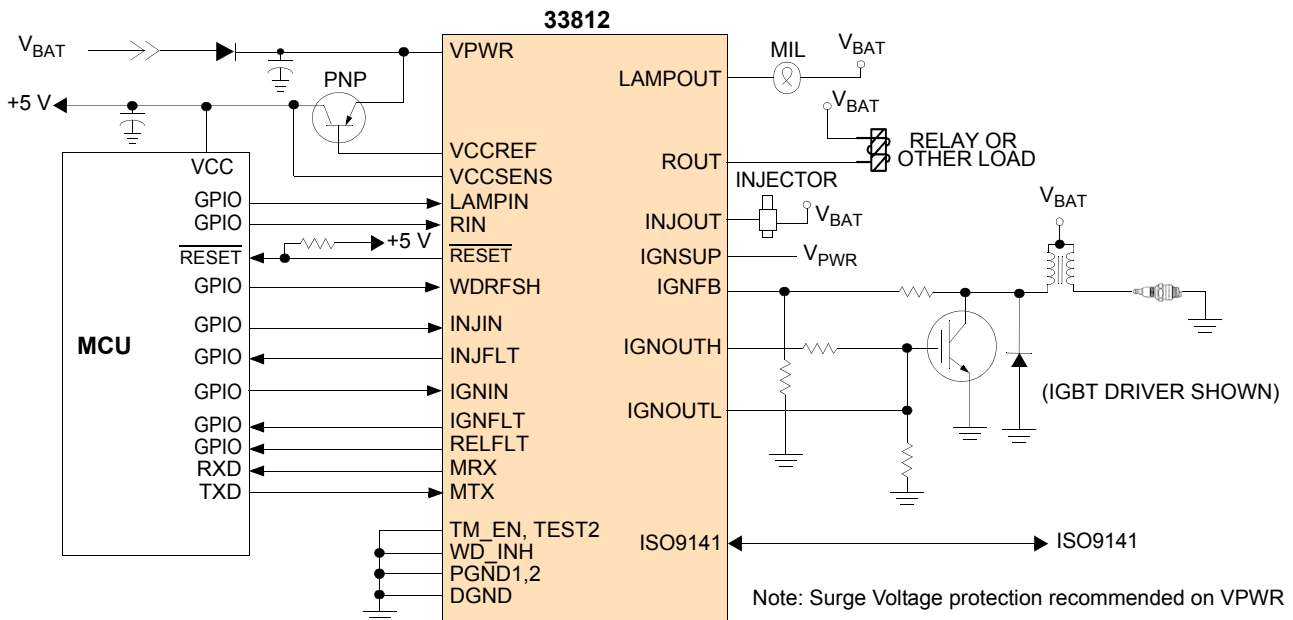 33812
VBAT
PNP
+5 V
MCU
VCC
GPIO
GPIO
RESET
GPIO
GPIO
GPIO
GPIO
GPIO
GPIO
RXD
TXD
+5 V
VPWR
VCCREF
VCCSENS
LAMPIN
RIN
RESET
WDRFSH
INJIN
INJFLT
IGNIN
IGNFLT
RELFLT
MRX
MTX
TM_EN, TEST2
WD_INH
PGND1,2
DGND
LAMPOUT
ROUT
INJOUT
IGNSUP
IGNFB
IGNOUTH
IGNOUTL
ISO9141
MIL
VBAT
VBAT
RELAY OR
OTHER LOAD
INJECTOR
VBAT
VPWR
VBAT
(IGBT DRIVER SHOWN)
ISO9141
Note: Surge Voltage protection recommended on VPWR